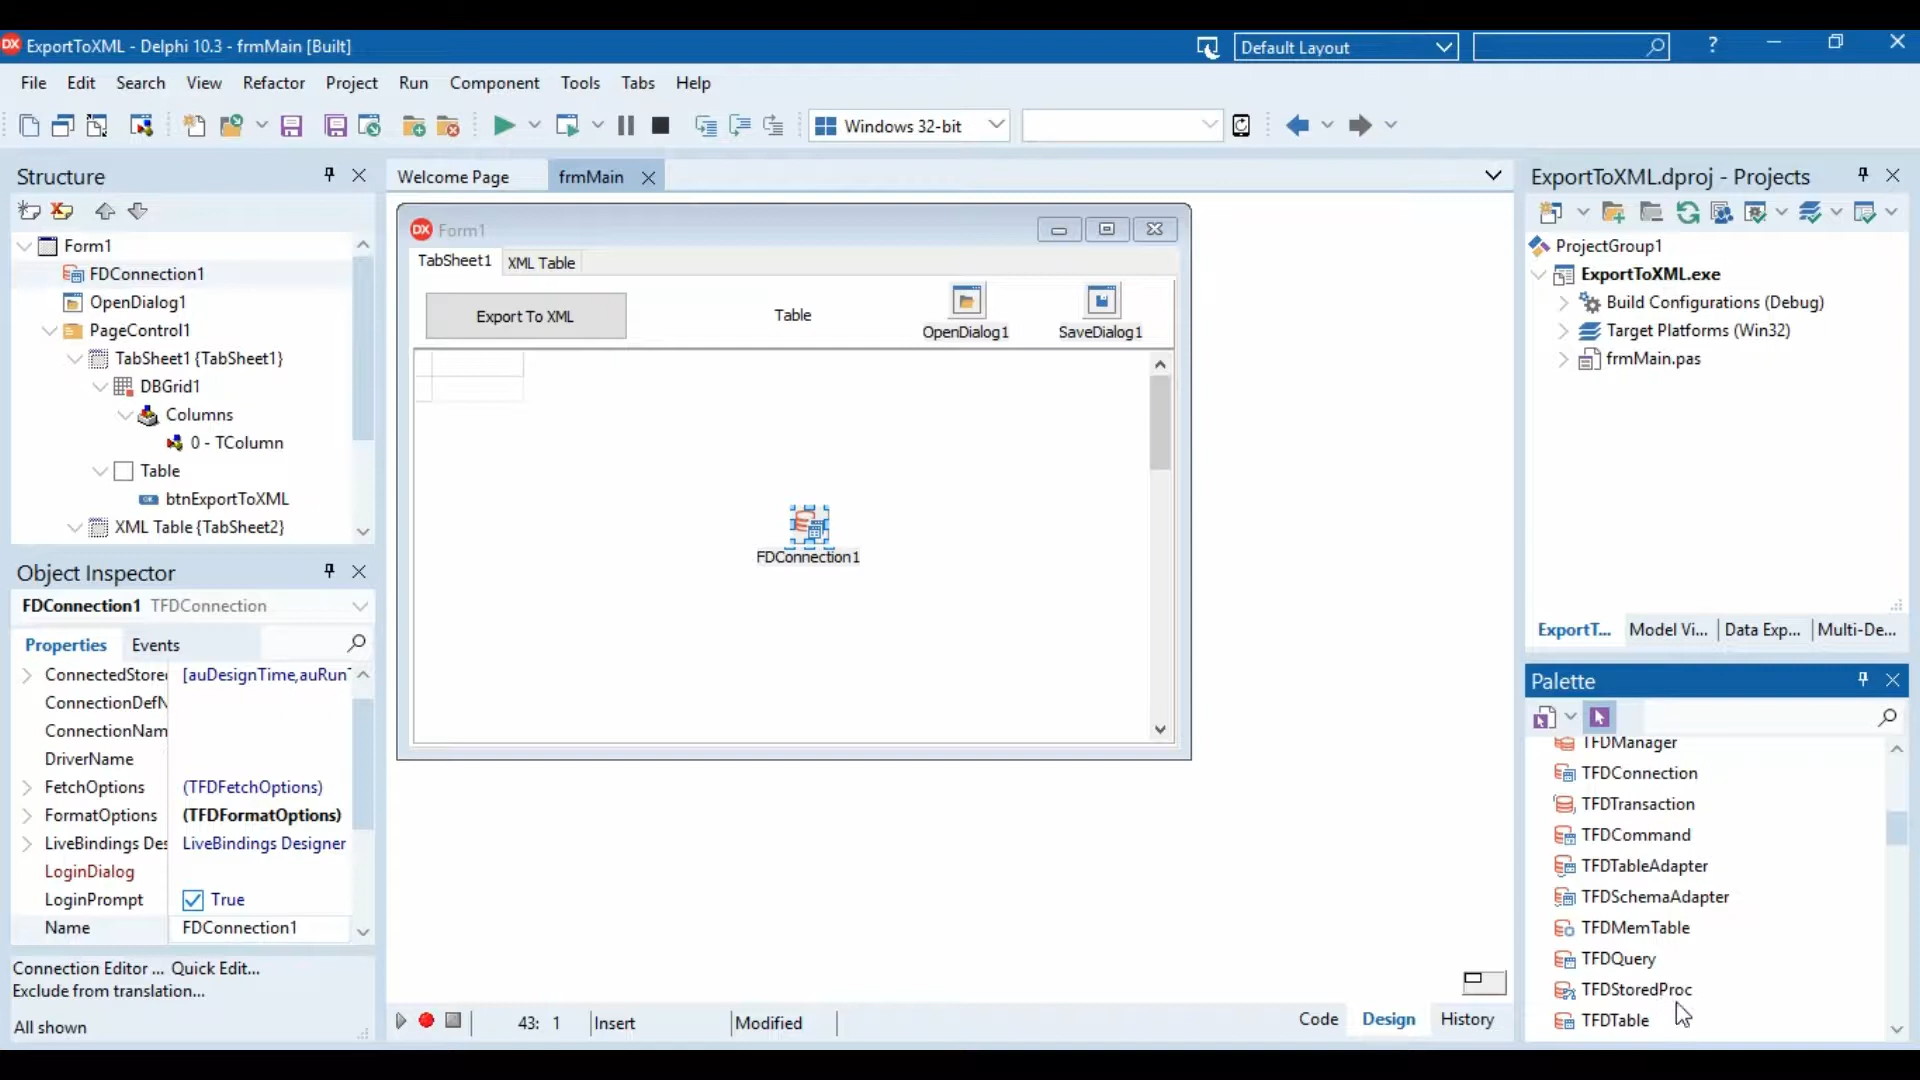 ExportToXML - Delphi 10.3 - frmMain [Built]
Default Layout
?
File Edit Search View Refactor Project Run Component Tools Tabs Help
Windows 32-bit
Structure
Form1
FDConnection1
OpenDialog1
PageControl1
TabSheet1 {TabSheet1}
DBGrid1
Columns
0 - TColumn
Table
btnExportToXML
XML Table {TabSheet2}
Object Inspector
FDConnection1 TFDConnection
Properties Events
ConnectedStore [auDesignTime,auRunT
ConnectionDefN
ConnectionNam
DriverName
FetchOptions (TFDFetchOptions)
FormatOptions (TFDFormatOptions)
LiveBindings Des LiveBindings Designer
LoginDialog
LoginPrompt True
Name FDConnection1
Connection Editor ... Quick Edit...
Exclude from translation...
All shown
Welcome Page frmMain
DX Form1
TabSheet1 XML Table
Export To XML
Table
OpenDialog1
SaveDialog1
FDConnection1
43: 1 Insert Modified
Code Design History
ExportToXML.dproj - Projects
ProjectGroup1
ExportToXML.exe
Build Configurations (Debug)
Target Platforms (Win32)
frmMain.pas
ExportT... Model Vi... Data Exp... Multi-De...
Palette
TFDManager
TFDConnection
TFDTransaction
TFDCommand
TFDTableAdapter
TFDSchemaAdapter
TFDMemTable
TFDQuery
TFDStoredProc
TFDTable